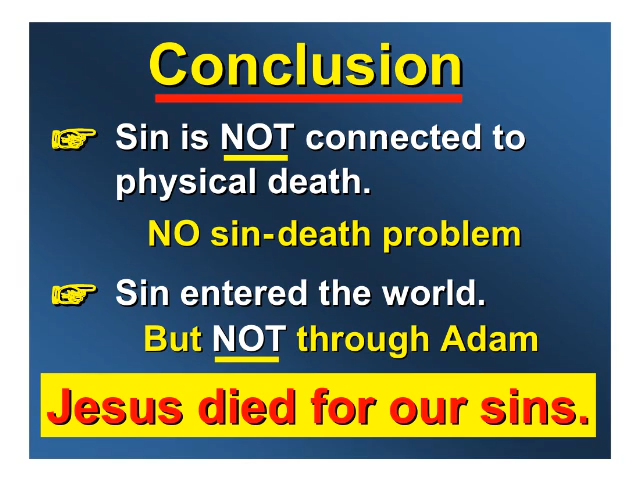 Conclusion
Sin is NOT connected to
physical death.
NO sin-death problem
Sin entered the world.
But NOT through Adam
Jesus died for our sins.